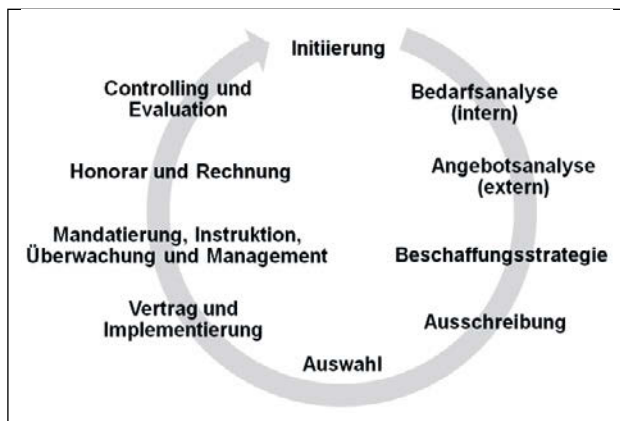 Initiierung
Bedarfsanalyse
(intern)
Angebotsanalyse
(extern)
Beschaffungsstrategie
Ausschreibung
Auswahl
Vertrag und
Implementierung
Mandatierung, Instruktion,
Überwachung und Management
Honorar und Rechnung
Controlling und
Evaluation